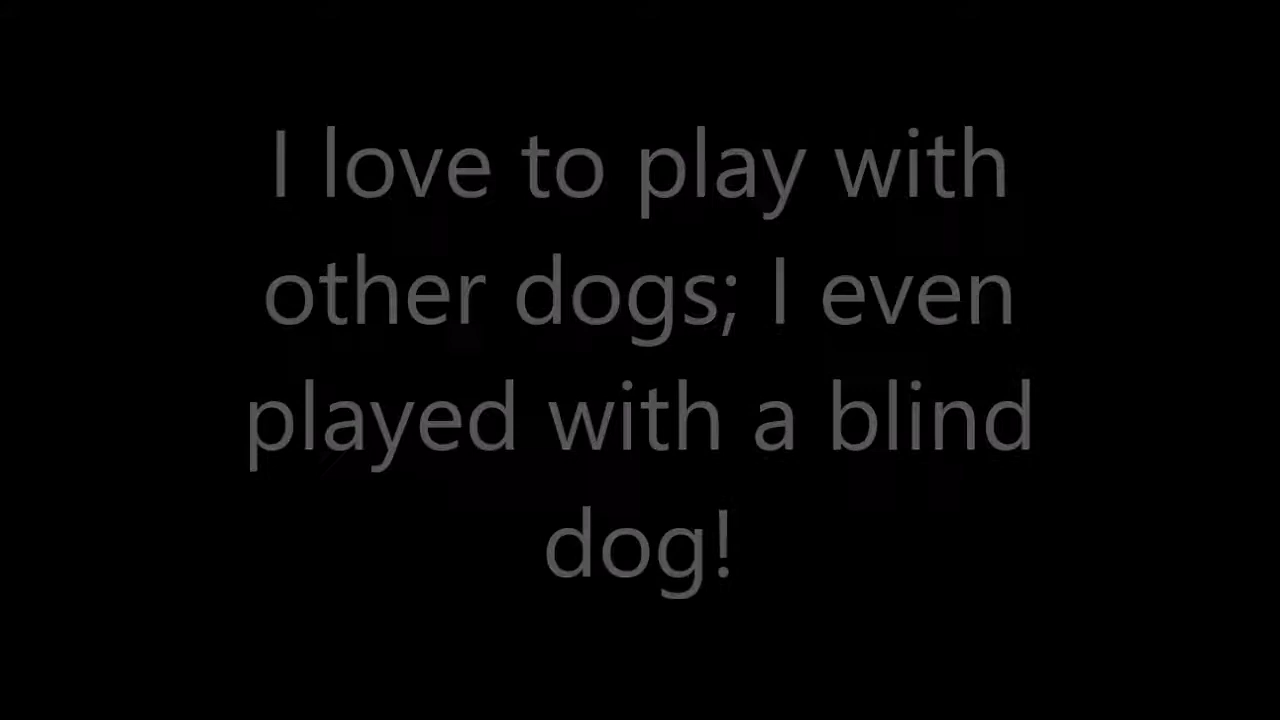 I love to play with
other dogs; I even
played with a blind
dog!